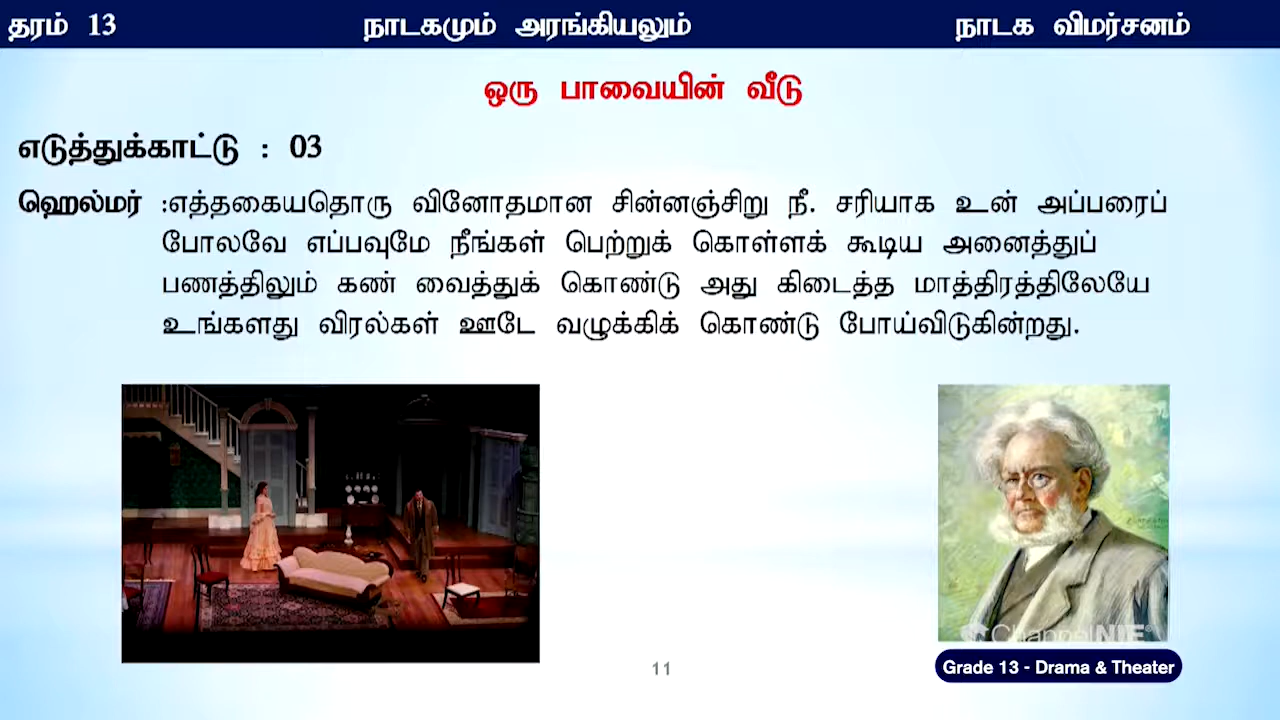 தரம் 13 நாடகமும் அரங்கியலும் நாடக விமர்சனம்
ஒரு பாவையின் வீடு
எடுத்துக்காட்டு : 03
ஹெல்மர் :எத்தகையதொரு வினோதமான சின்னஞ்சிறு நீ. சரியாக உன் அப்பரைப்
போலவே எப்பவுமே நீங்கள் பெற்றுக் கொள்ளக் கூடிய அனைத்துப்
பணத்திலும் கண் வைத்துக் கொண்டு அது கிடைத்த மாத்திரத்திலேயே
உங்களது விரல்கள் ஊடே வழுக்கிக் கொண்டு போய்விடுகின்றது.
Channel NIE
11
Grade 13 - Drama & Theater